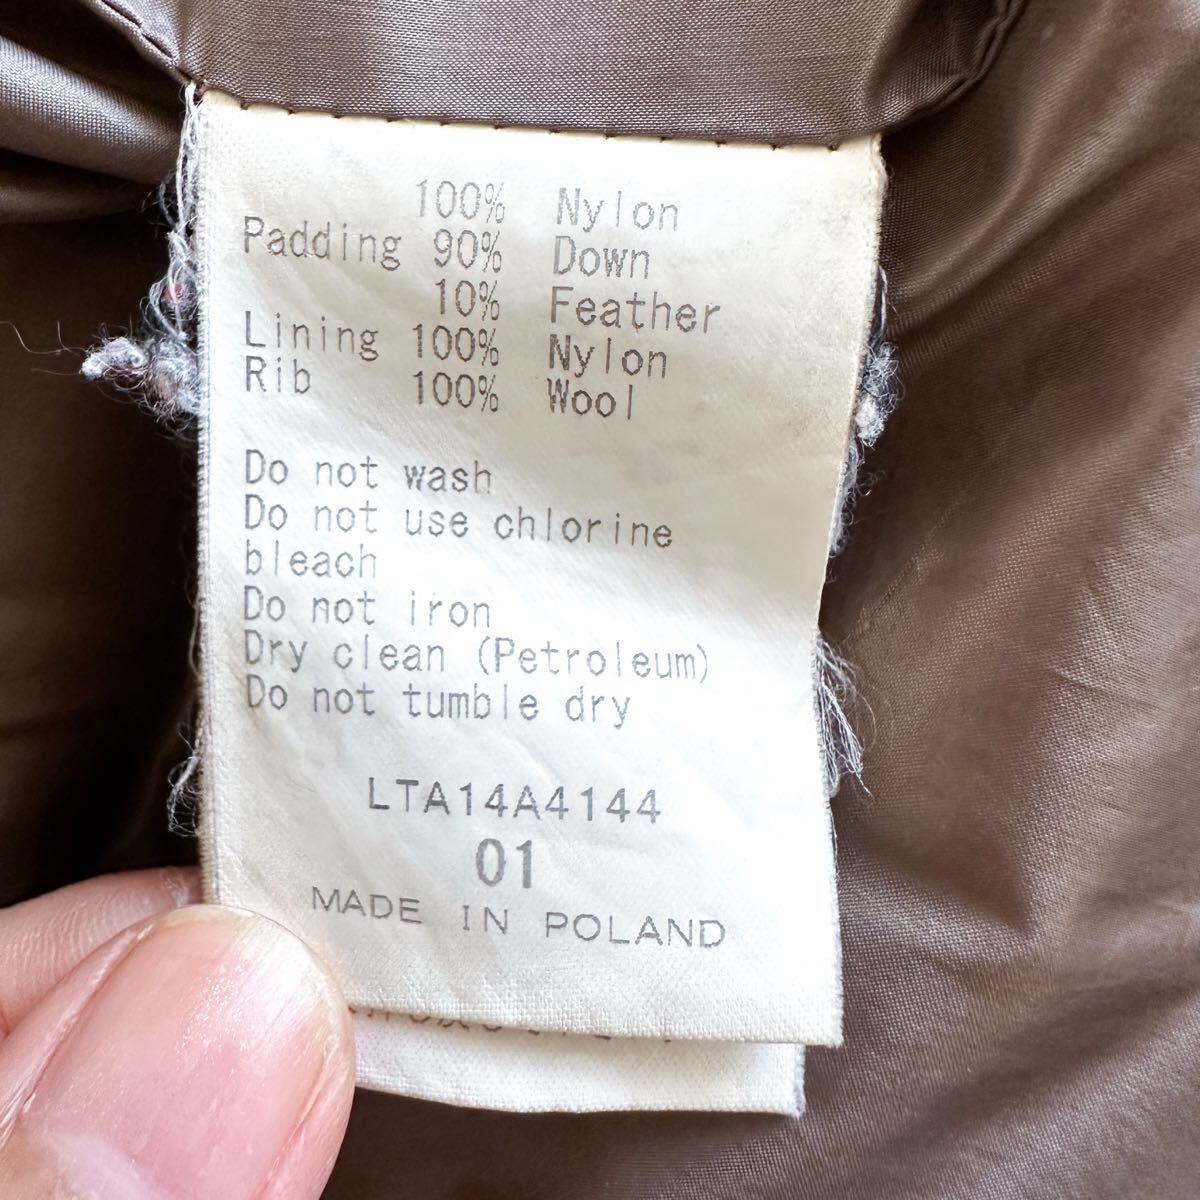 100% Nylon
Padding 90% Down
10% Feather
Lining 100% Nylon
Rib 100% Wool
Do not wash
Do not use chlorine
bleach
Do not iron
Dry clean (Petroleum)
Do not tumble dry
LTA14A4144
01
MADE IN POLAND